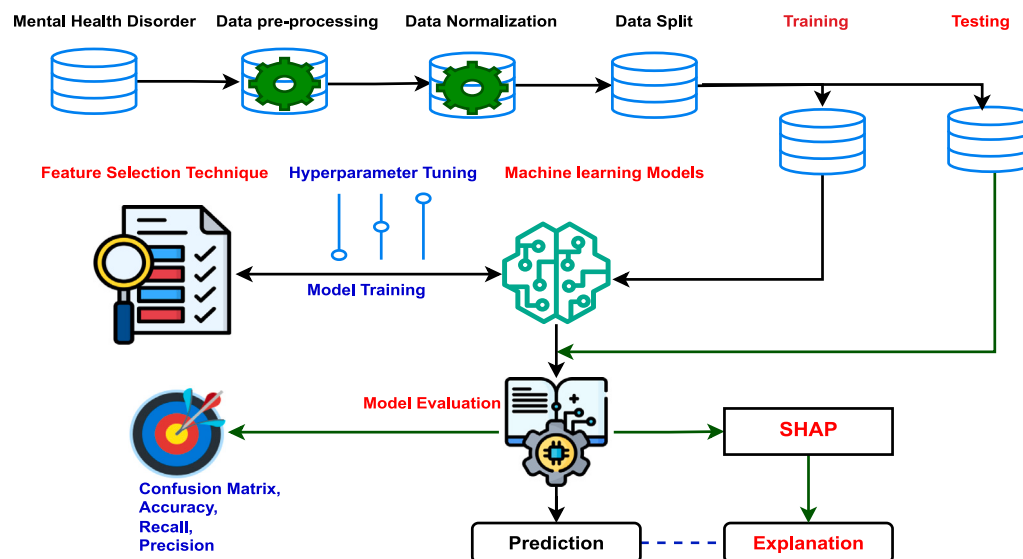 Mental Health Disorder
Data pre-processing
Data Normalization
Data Split
Training
Testing
Feature Selection Technique
Hyperparameter Tuning
Machine learning Models
Model Training
Model Evaluation
SHAP
Confusion Matrix,
Accuracy,
Recall,
Precision
Prediction
Explanation